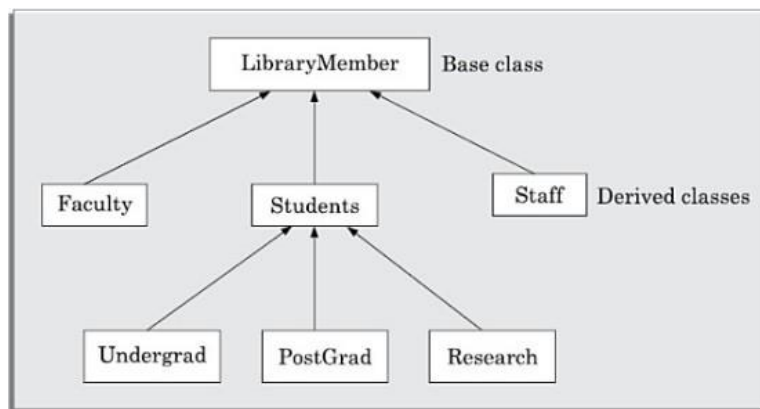 LibraryMember Base class
Faculty Students Staff Derived classes
Undergrad PostGrad Research